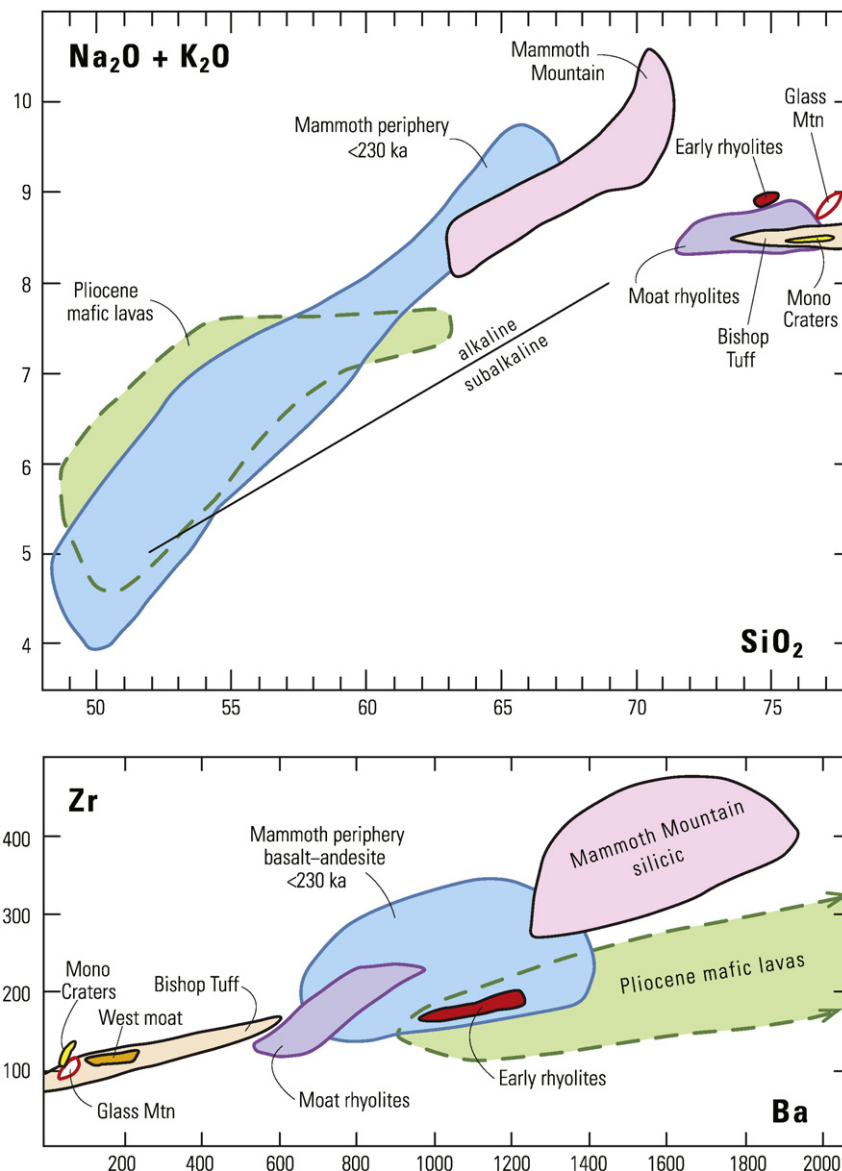 Na₂O + K₂O
Mammoth
Mountain
Mammoth periphery
<230 ka
Glass
Mtn
Early rhyolites
Pliocene
mafic lavas
Moat rhyolites
Mono
Craters
Bishop
Tuff
alkaline
subalkaline
SiO₂
10
9
8
7
6
5
4
50 55 60 65 70 75
Zr
Mammoth periphery
basalt–andesite
<230 ka
Mammoth Mountain
silicic
Pliocene mafic lavas
Mono
Craters
West moat
Bishop Tuff
Glass Mtn
Moat rhyolites
Early rhyolites
Ba
400
300
200
100
200 400 600 800 1000 1200 1400 1600 1800 2000